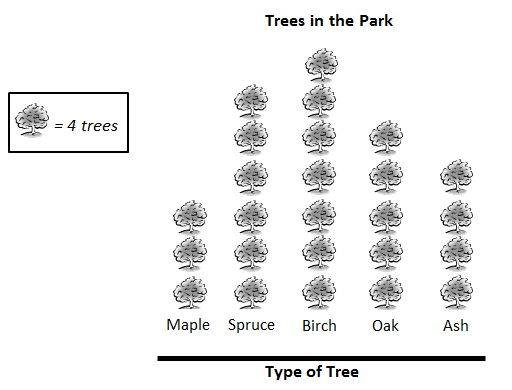 Trees in the Park
= 4 trees
Maple Spruce Birch Oak Ash
Type of Tree